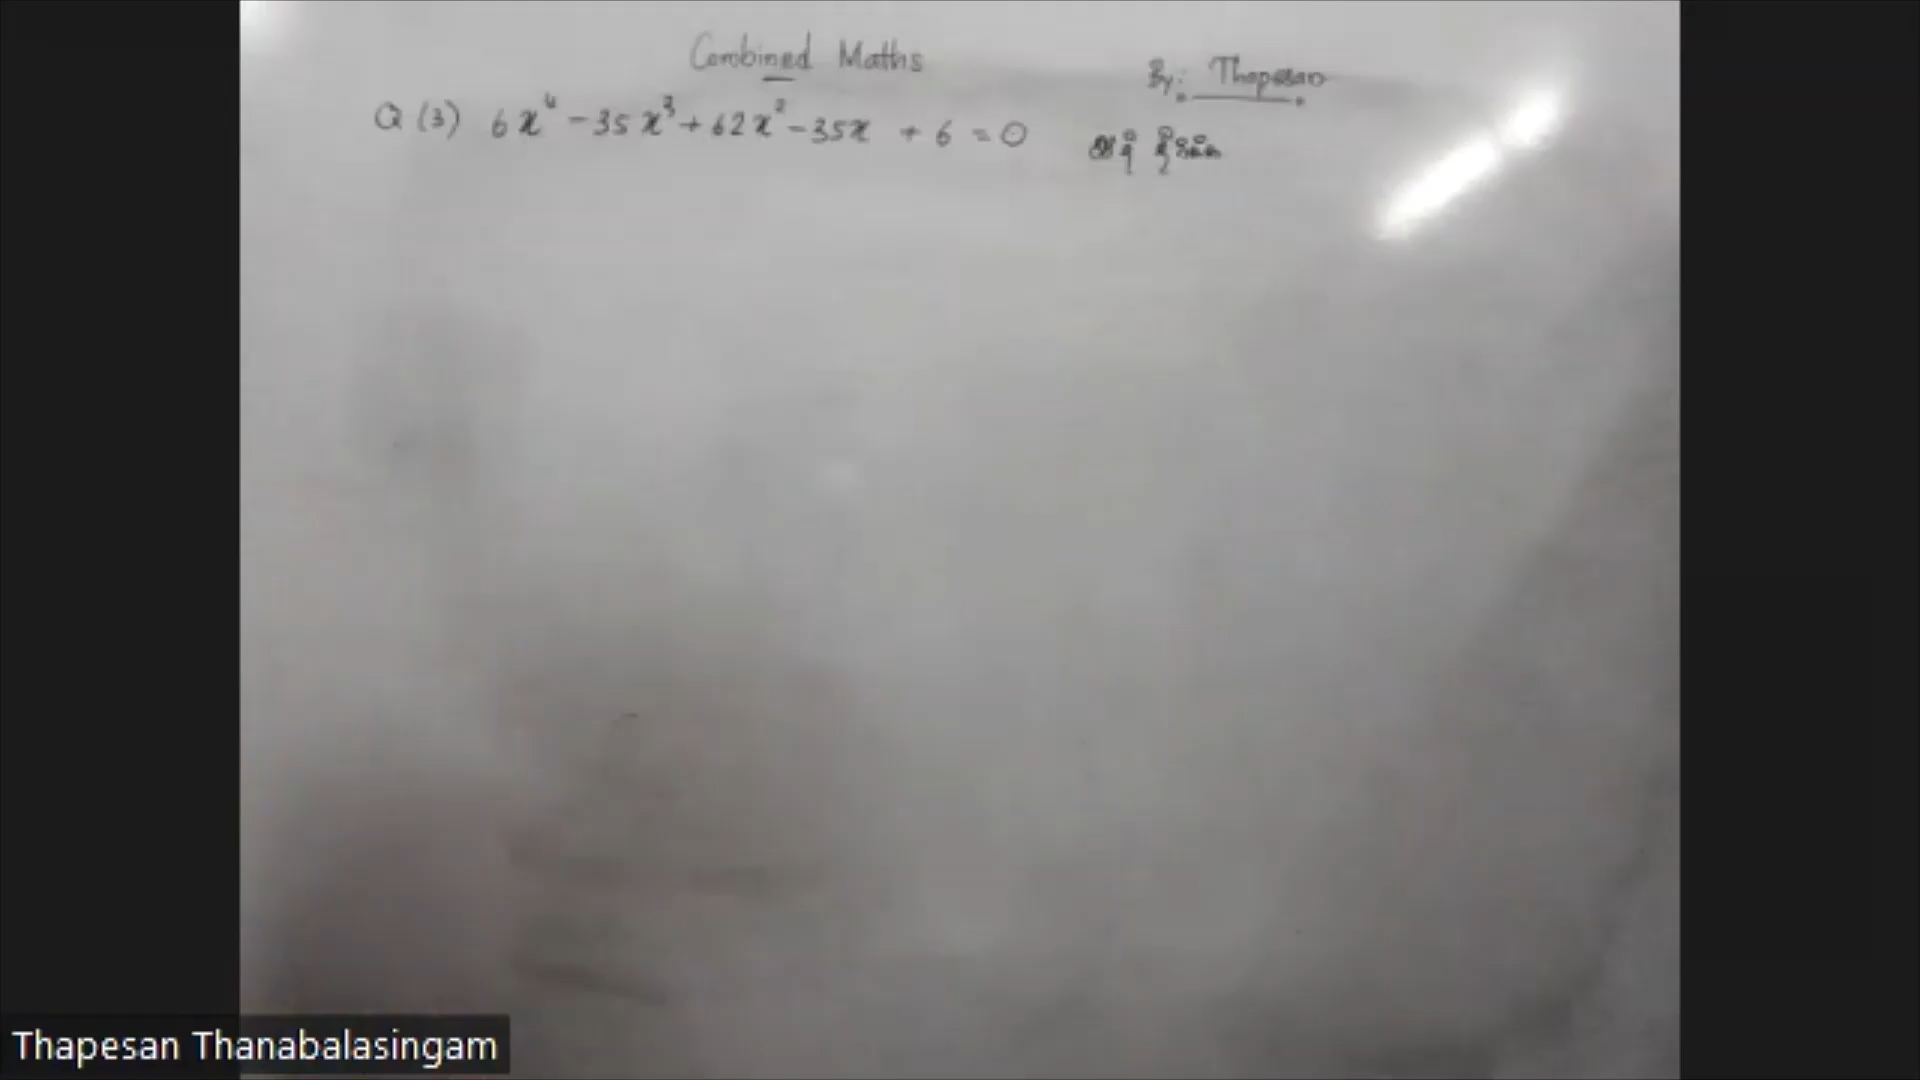 Combined Maths
By: Thapesan
Q (3) 6x⁴ - 35x³ + 62x² - 35x + 6 = 0
Thapesan Thanabalasingam